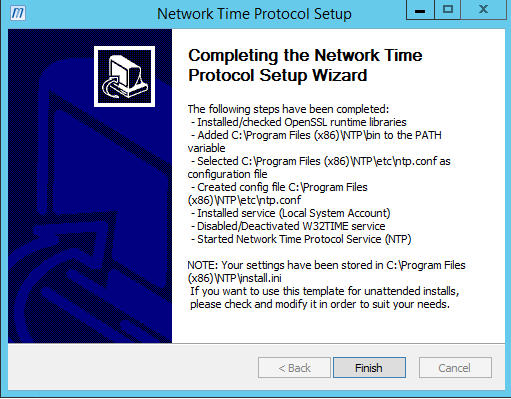 Network Time Protocol Setup
Completing the Network Time
Protocol Setup Wizard
The following steps have been completed:
- Installed/checked OpenSSL runtime libraries
- Added C:\Program Files (x86)\NTP\bin to the PATH
variable
- Selected C:\Program Files (x86)\NTP\etc\ntp.conf as
configuration file
- Created config file C:\Program Files
(x86)\NTP\etc\ntp.conf
- Installed service (Local System Account)
- Disabled/Deactivated W32TIME service
- Started Network Time Protocol Service (NTP)
NOTE: Your settings have been stored in C:\Program Files
(x86)\NTP\install.ini
If you want to use this template for unattended installs,
please check and modify it in order to suit your needs.
< Back
Finish
Cancel